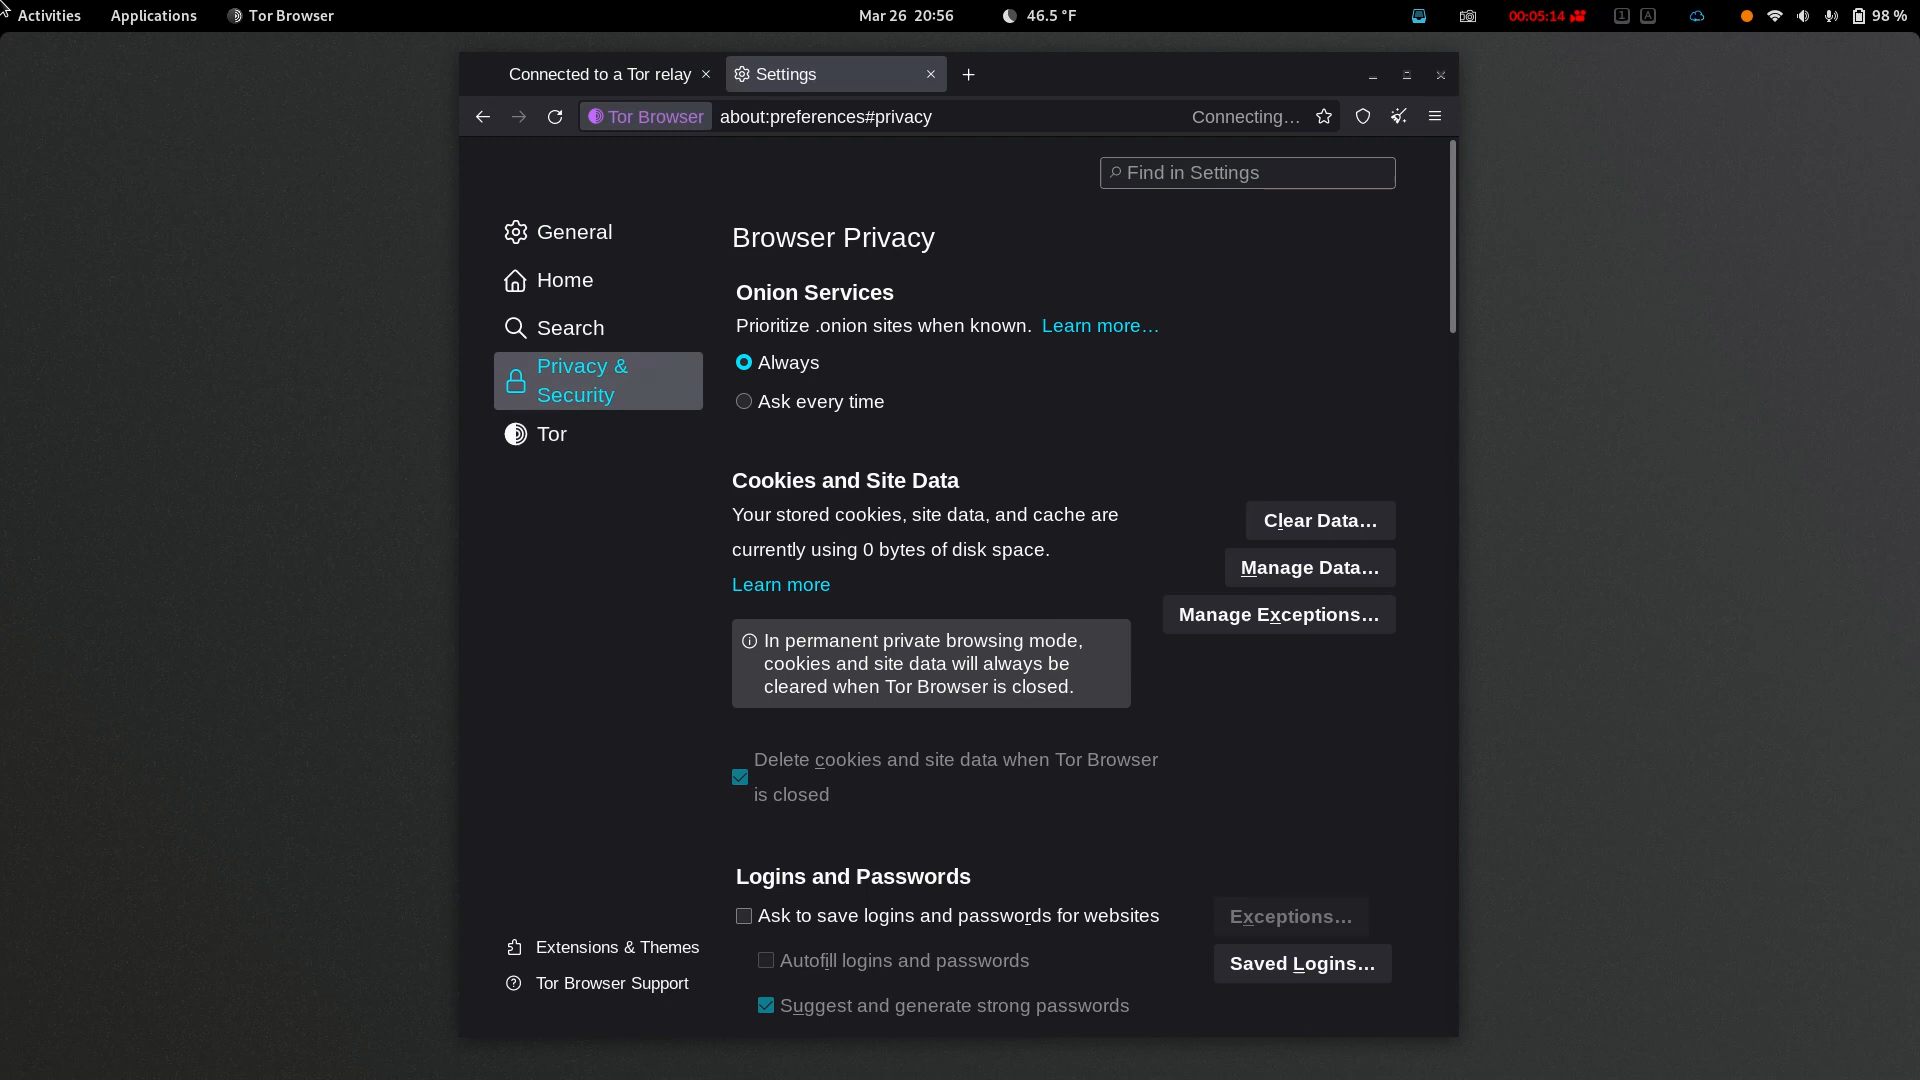 Activities Applications Tor Browser Mar 26 20:56 46.5 °F 00:05:14 1 A 98 %
Connected to a Tor relay Settings
Tor Browser about:preferences#privacy Connecting…
Find in Settings
General
Home
Search
Privacy &
Security
Tor
Extensions & Themes
Tor Browser Support
Browser Privacy
Onion Services
Prioritize .onion sites when known. Learn more…
Always
Ask every time
Cookies and Site Data
Your stored cookies, site data, and cache are
currently using 0 bytes of disk space.
Learn more
Clear Data…
Manage Data…
Manage Exceptions…
In permanent private browsing mode,
cookies and site data will always be
cleared when Tor Browser is closed.
Delete cookies and site data when Tor Browser
is closed
Logins and Passwords
Ask to save logins and passwords for websites
Exceptions…
Autofill logins and passwords
Saved Logins…
Suggest and generate strong passwords